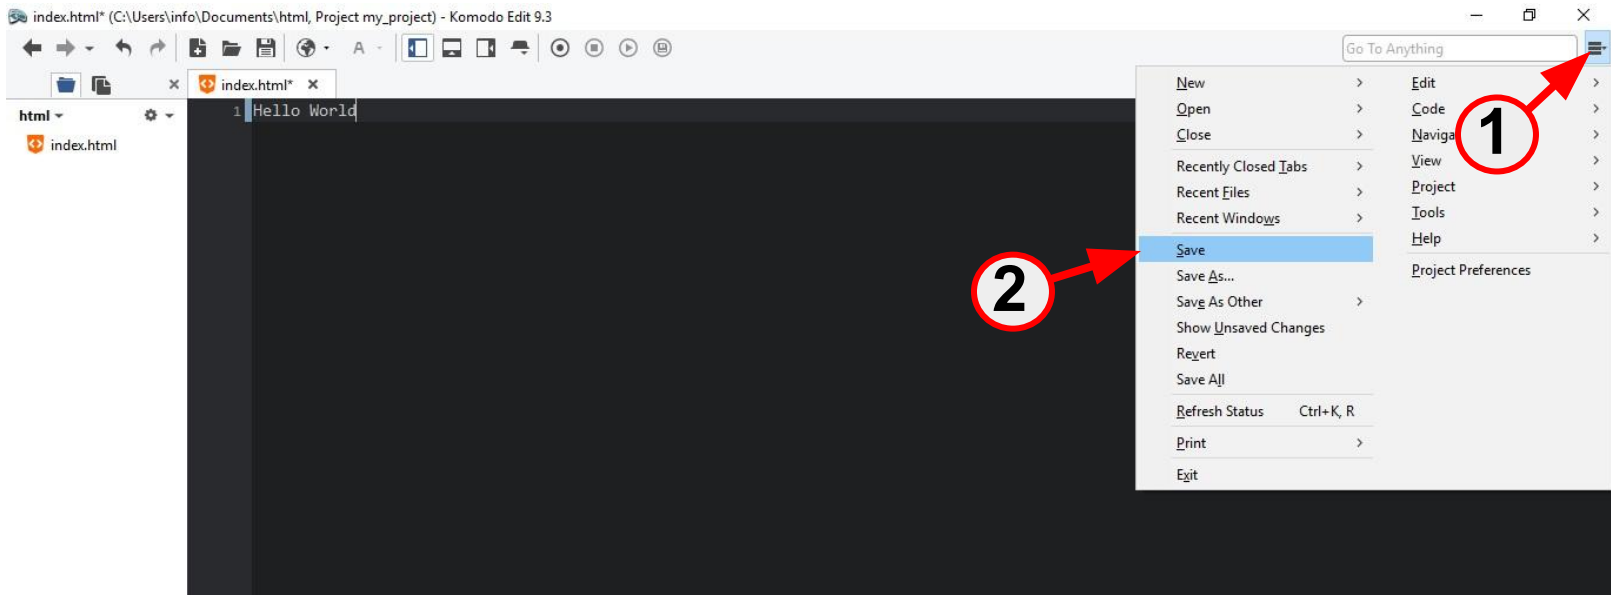 index.html* (C:\Users\info\Documents\html, Project my_project) - Komodo Edit 9.3
A
Go To Anything
index.html*
html
index.html
1 Hello World
New
Open
Close
Recently Closed Tabs
Recent Files
Recent Windows
Save
Save As...
Save As Other
Show Unsaved Changes
Revert
Save All
Refresh Status Ctrl+K, R
Print
Exit
Edit
Code
Naviga
View
Project
Tools
Help
Project Preferences
1
2